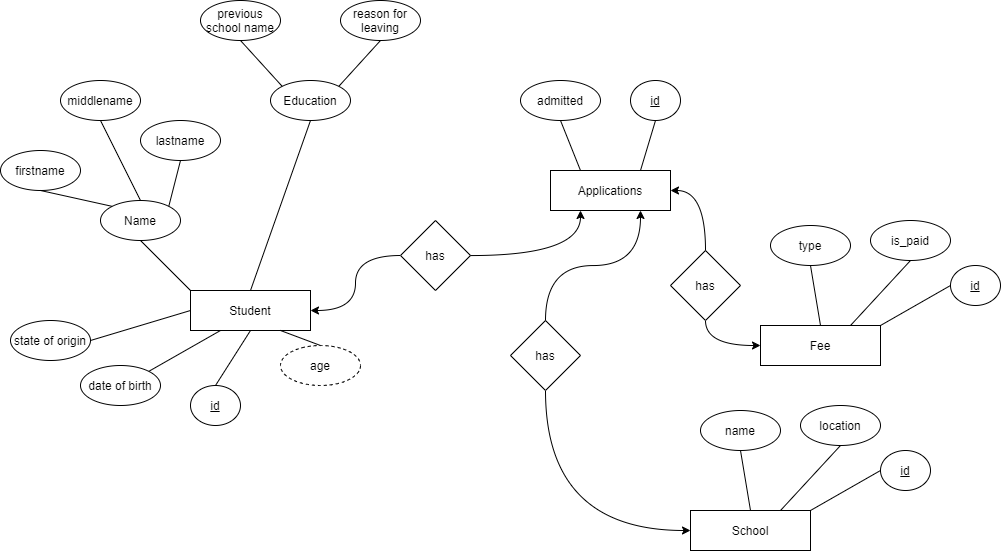 previous
school name
reason for
leaving
middlename
Education
admitted
id
lastname
firstname
Applications
Name
type
is_paid
has
has
id
Student
state of origin
has
Fee
age
date of birth
id
name
location
id
School